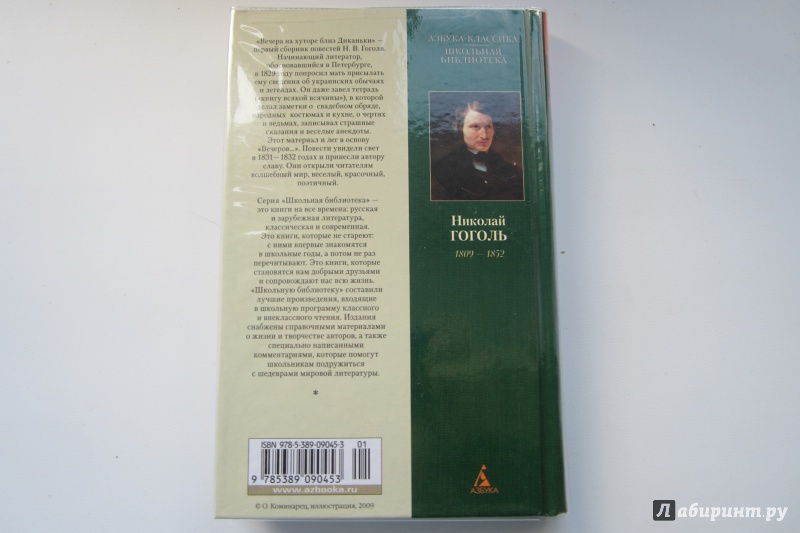 «Вечера на хуторе близ Диканьки» —
первый сборник повестей Н. В. Гоголя.
Начинающий литератор,
обосновавшийся в Петербурге,
в 1829 году попросил мать присылать
ему сведения об украинских обычаях
и легендах. Он даже завел тетрадь
(«книгу всякой всячины»), в которой
делал заметки о свадебном обряде,
народных костюмах и кухне, о чертях
и ведьмах, записывал страшные
сказания и веселые анекдоты.
Этот материал и лег в основу
«Вечеров...». Повести увидели свет
в 1831—1832 годах и принесли автору
славу. Они открыли читателям
волшебный мир, веселый, красочный,
поэтичный.
Серия «Школьная библиотека» —
это книги на все времена: русская
и зарубежная литература,
классическая и современная.
Это книги, которые не стареют:
с ними впервые знакомятся
в школьные годы, а потом не раз
перечитывают. Это книги, которые
становятся нам добрыми друзьями
и сопровождают нас всю жизнь.
«Школьную библиотеку» составили
лучшие произведения, входящие
в школьную программу классного
и внеклассного чтения. Издания
снабжены справочными материалами
о жизни и творчестве авторов, а также
специально написанными
комментариями, которые помогут
школьникам подружиться
с шедеврами мировой литературы.
*
ISBN 978-5-389-09045-3
01
9 785389 090453
www.azbooka.ru
© О. Коминарец, иллюстрация, 2009
АЗБУКА-КЛАССИКА
ШКОЛЬНАЯ
БИБЛИОТЕКА
Николай
ГОГОЛЬ
1809 — 1852
АЗБУКА
Лабиринт.ру